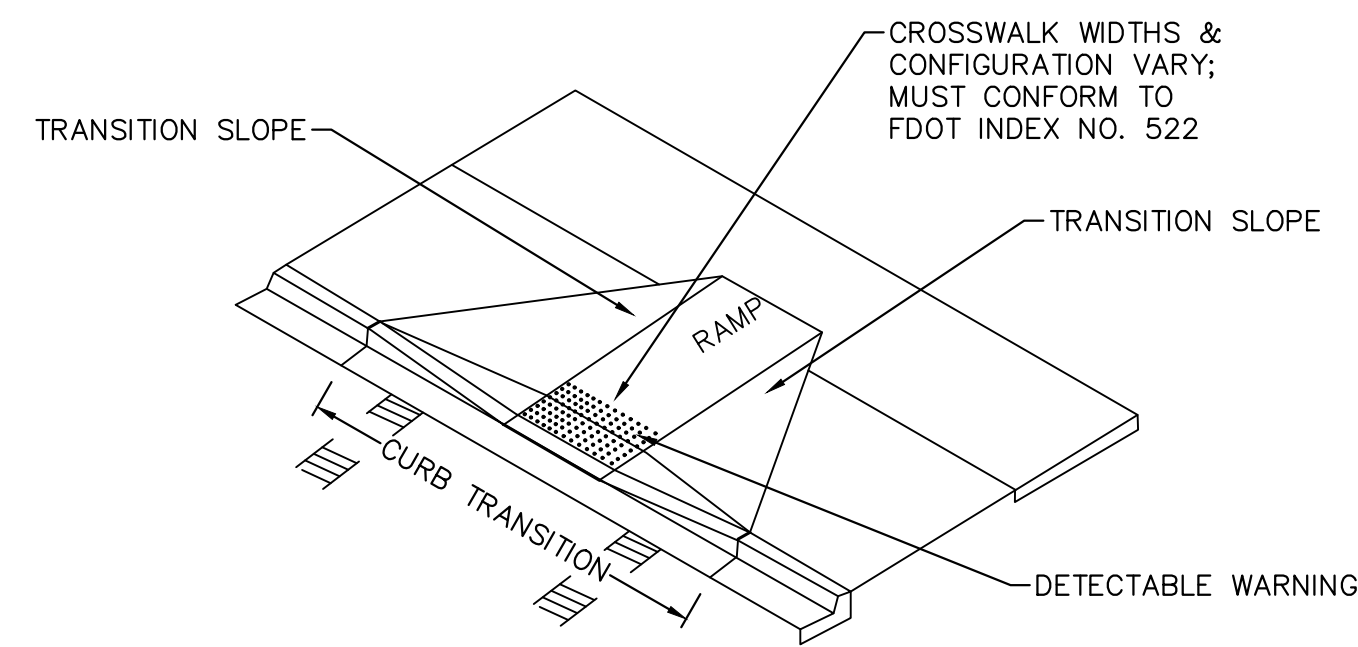 CROSSWALK WIDTHS &
CONFIGURATION VARY;
MUST CONFORM TO
FDOT INDEX NO. 522
TRANSITION SLOPE
TRANSITION SLOPE
RAMP
CURB TRANSITION
DETECTABLE WARNING